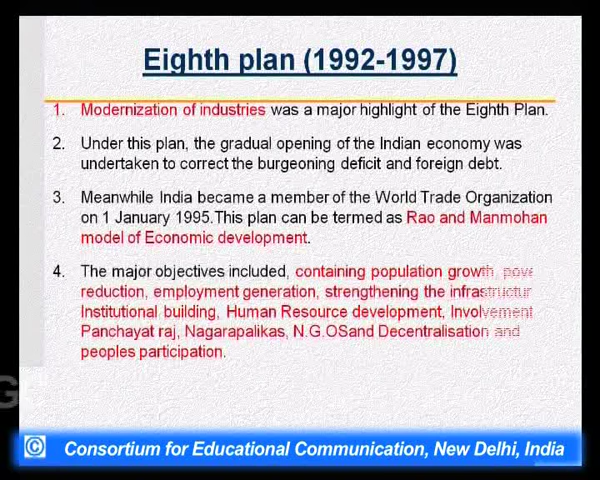 Eighth plan (1992-1997)
1. Modernization of industries was a major highlight of the Eighth Plan.
2. Under this plan, the gradual opening of the Indian economy was
undertaken to correct the burgeoning deficit and foreign debt.
3. Meanwhile India became a member of the World Trade Organization
on 1 January 1995.This plan can be termed as Rao and Manmohan
model of Economic development.
4. The major objectives included, containing population growth,
reduction, employment generation, strengthening the
Institutional building, Human Resource development, Involvement
Panchayat raj, Nagarapalikas, N.G.OSand Decentralisation and
peoples participation.
© Consortium for Educational Communication, New Delhi, India